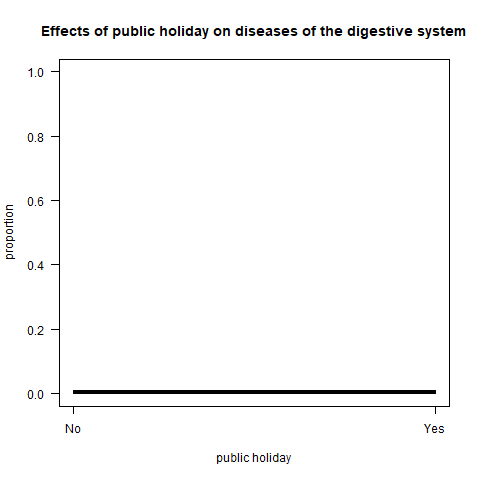 Effects of public holiday on diseases of the digestive system
1.0
0.8
0.6
0.4
0.2
0.0
proportion
No Yes
public holiday